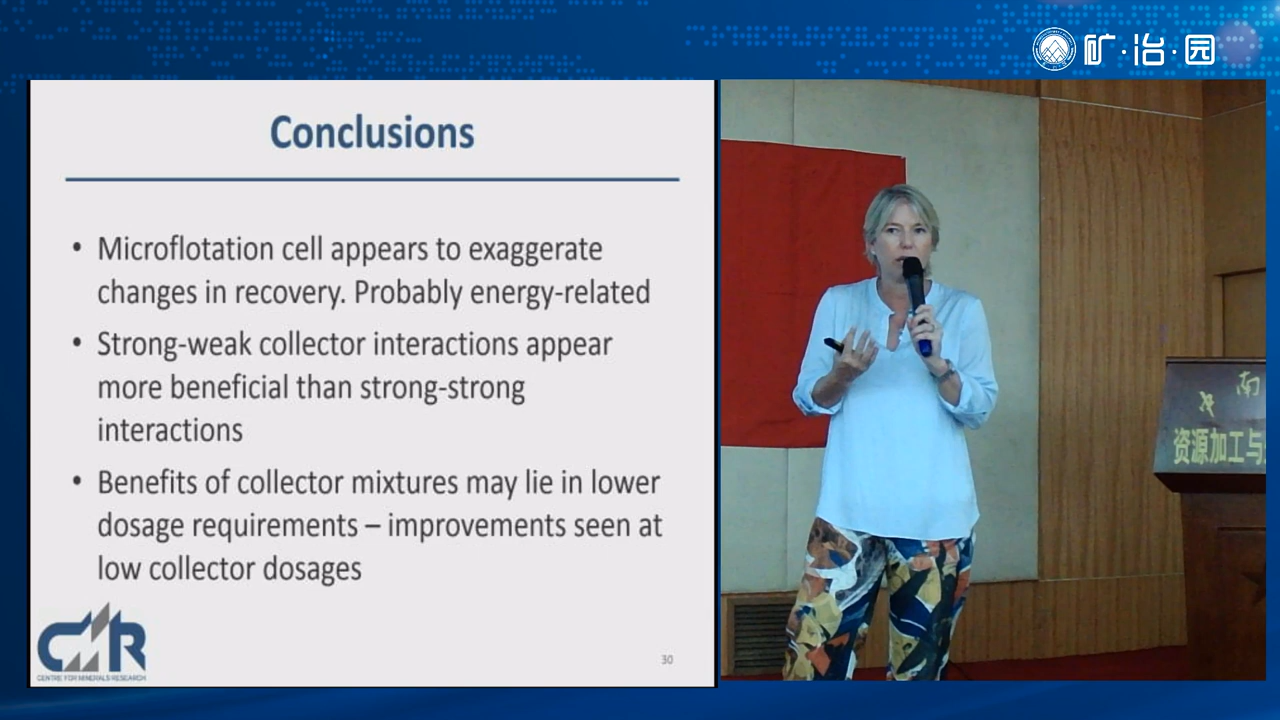 矿·冶·园
Conclusions
• Microflotation cell appears to exaggerate
changes in recovery. Probably energy-related
• Strong-weak collector interactions appear
more beneficial than strong-strong
interactions
• Benefits of collector mixtures may lie in lower
dosage requirements – improvements seen at
low collector dosages
CMR
CENTRE FOR MINERALS RESEARCH
30
南
资源加工与